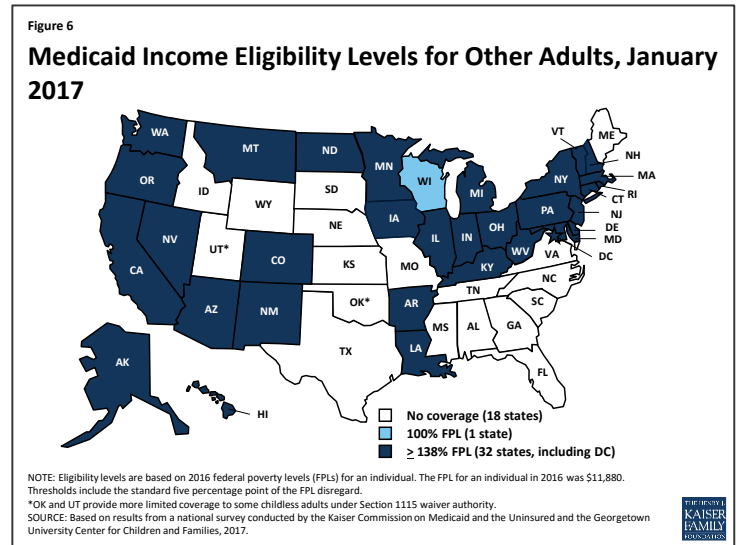 Figure 6
Medicaid Income Eligibility Levels for Other Adults, January
2017
WA
MT
ND
MN
VT
ME
NH
OR
ID
SD
WI
MI
NY
MA
WY
RI
CT
IA
PA
NJ
NE
OH
DE
NV
IL
IN
MD
UT*
WV
DC
CA
CO
KS
MO
KY
VA
NC
TN
AZ
NM
OK*
AR
SC
MS
AL
GA
TX
LA
AK
FL
HI
No coverage (18 states)
100% FPL (1 state)
> 138% FPL (32 states, including DC)
NOTE: Eligibility levels are based on 2016 federal poverty levels (FPLs) for an individual. The FPL for an individual in 2016 was $11,880.
Thresholds include the standard five percentage point of the FPL disregard.
*OK and UT provide more limited coverage to some childless adults under Section 1115 waiver authority.
SOURCE: Based on results from a national survey conducted by the Kaiser Commission on Medicaid and the Uninsured and the Georgetown
University Center for Children and Families, 2017.
THE HENRY J.
KAISER
FAMILY
FOUNDATION